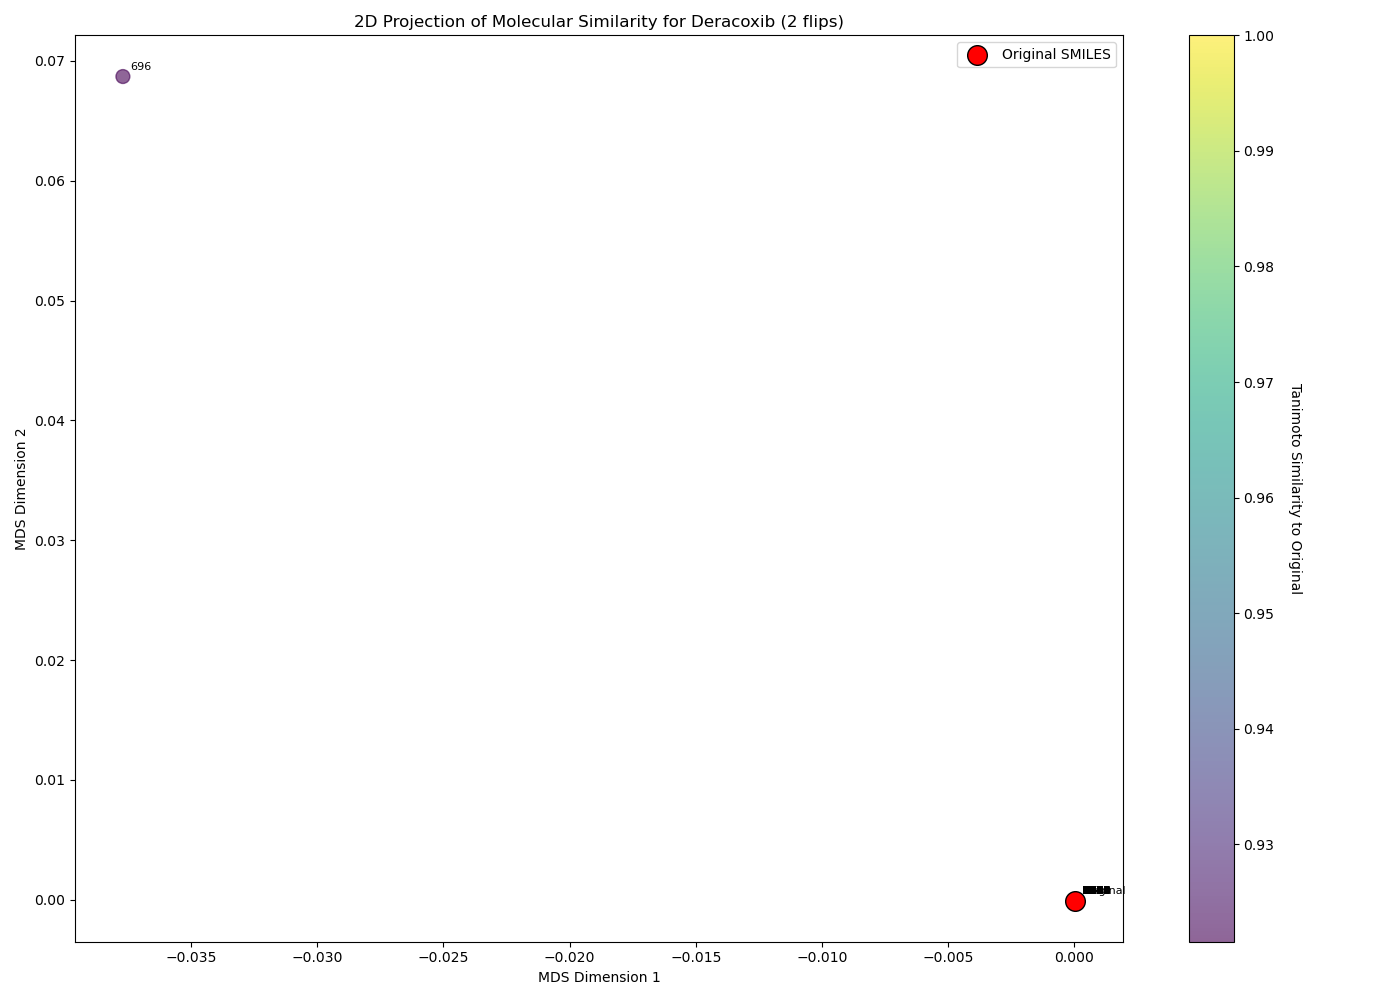 2D Projection of Molecular Similarity for Deracoxib (2 flips)
Original SMILES
696
MDS Dimension 2
0.07
0.06
0.05
0.04
0.03
0.02
0.01
0.00
−0.035 −0.030 −0.025 −0.020 −0.015 −0.010 −0.005 0.000
MDS Dimension 1
1.00
0.99
0.98
0.97
0.96
0.95
0.94
0.93
Tanimoto Similarity to Original